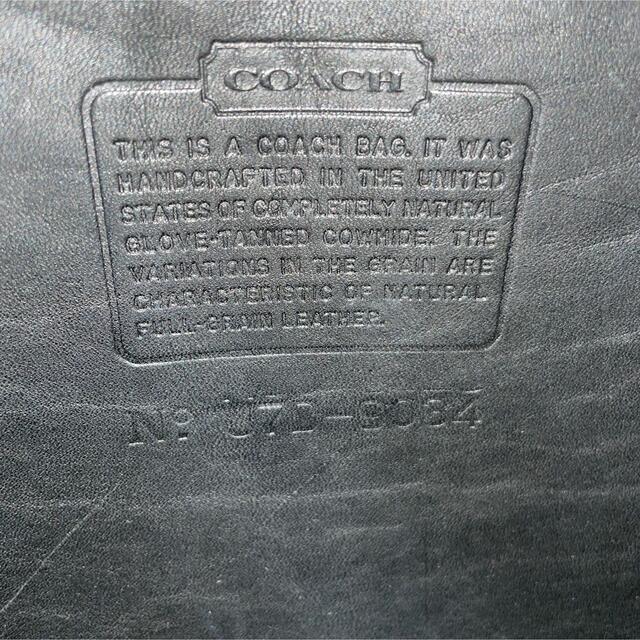 COACH
THIS IS A COACH BAG. IT WAS
HANDCRAFTED IN THE UNITED
STATES OF COMPLETELY NATURAL
GLOVE-TANNED COWHIDE. THE
VARIATIONS IN THE GRAIN ARE
CHARACTERISTIC OF NATURAL
FULL-GRAIN LEATHER.
Nº